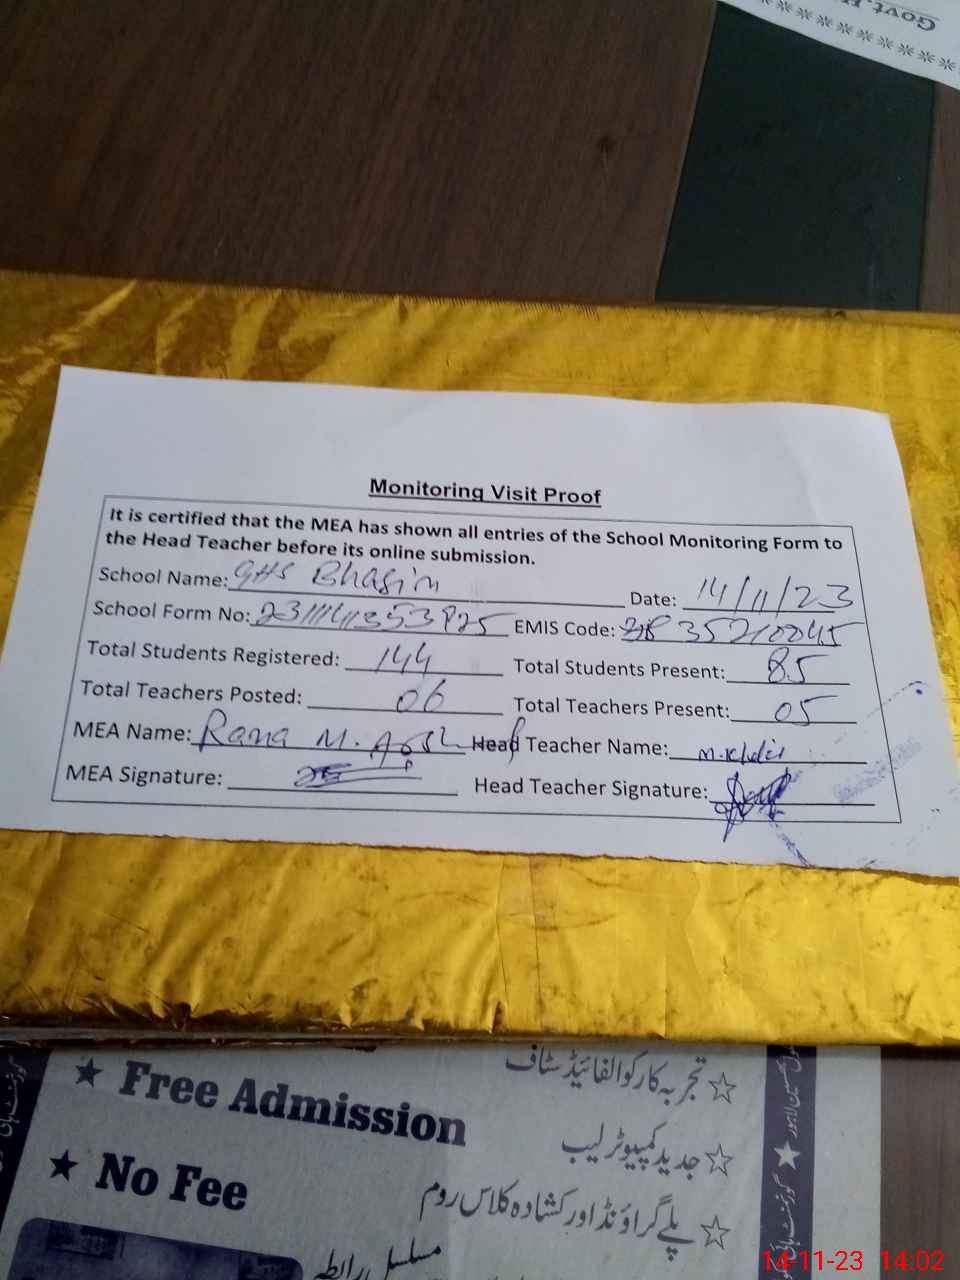 Govt.
Monitoring Visit Proof
It is certified that the MEA has shown all entries of the School Monitoring Form to
the Head Teacher before its online submission.
School Name: GHS Bhasin Date: 14/11/23
School Form No: EMIS Code: 35210045
Total Students Registered: 144 Total Students Present: 85
Total Teachers Posted: 06 Total Teachers Present: 05
MEA Name: Rana M. Head Teacher Name: M.
MEA Signature: Head Teacher Signature:
★ Free Admission
★ No Fee
☆ تجربہ کار کوالفائیڈ سٹاف
☆ جدید کمپیوٹر لیب
☆ پلے گراؤنڈ اور کشادہ کلاس روم
مسلسل رابطہ
14-11-23 14:02